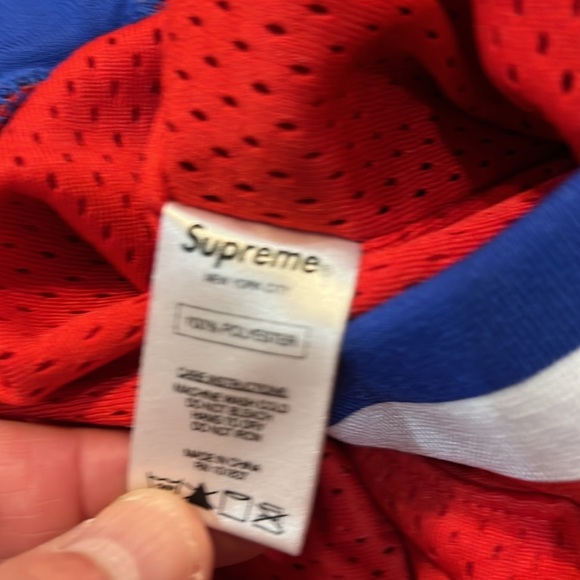 Supreme
NEW YORK CITY
100% POLYESTER
CARE INSTRUCTIONS:
MACHINE WASH COLD
DO NOT BLEACH
HANG TO DRY
DO NOT IRON
MADE IN CHINA